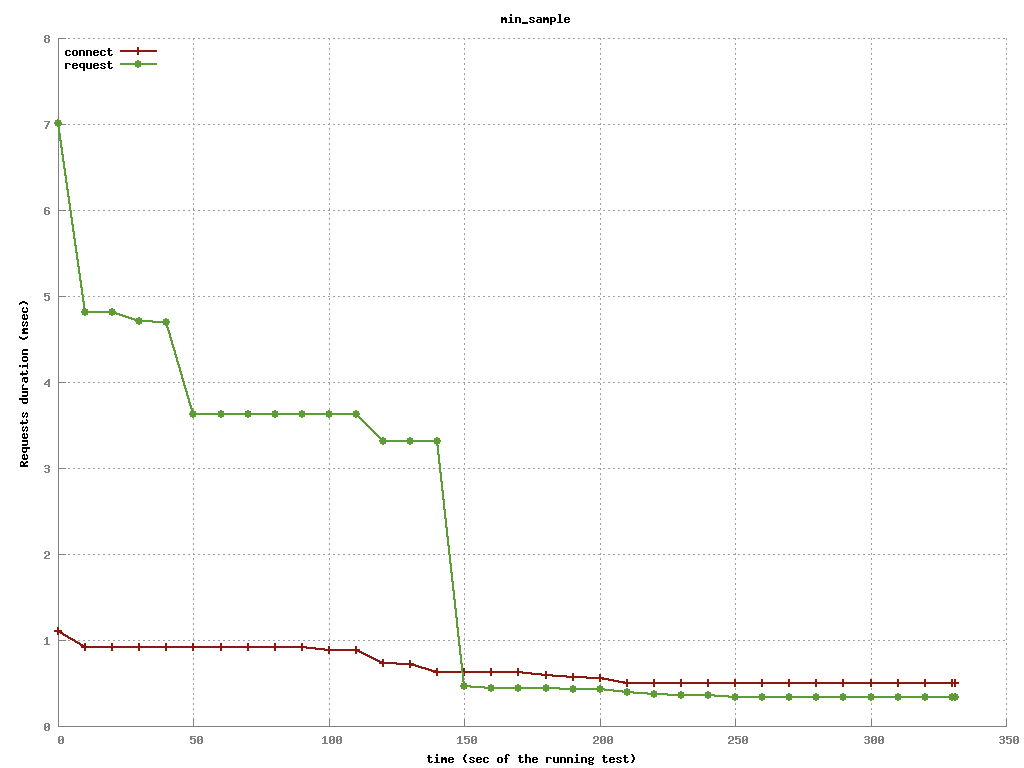 min_sample
connect
request
8
7
6
5
4
3
2
1
0
Requests duration (msec)
0 50 100 150 200 250 300 350
time (sec of the running test)